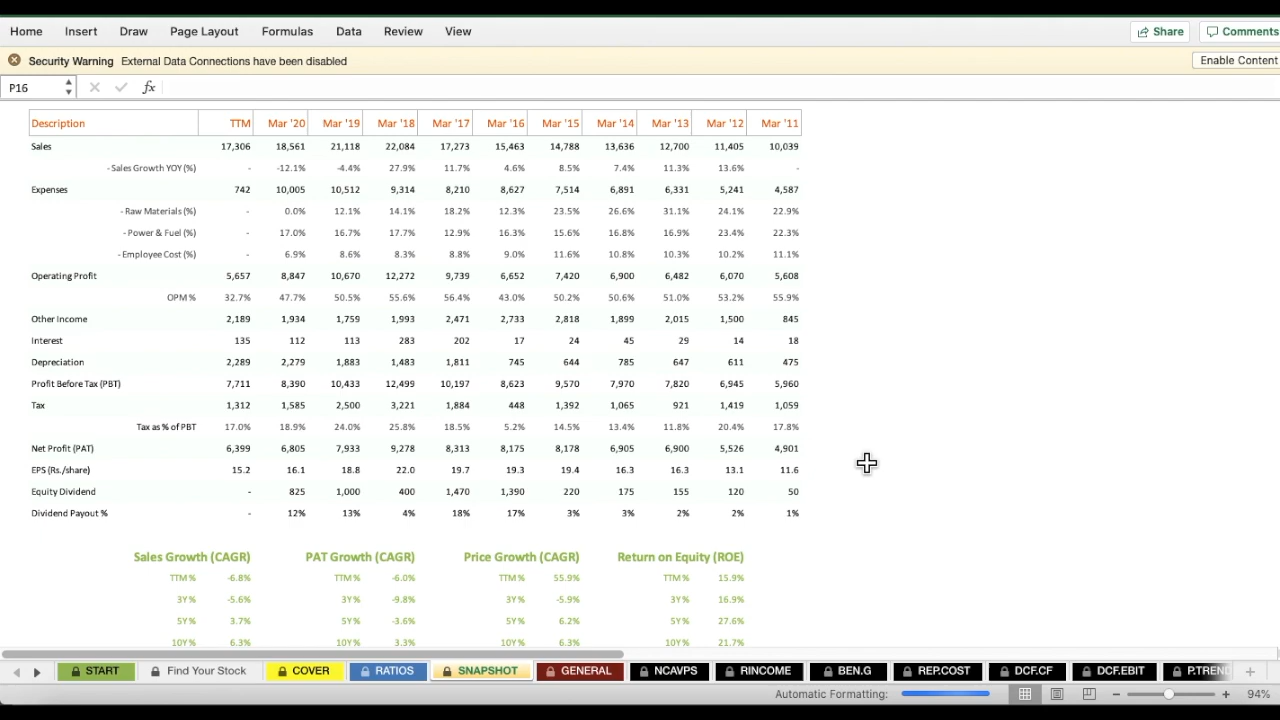 Home Insert Draw Page Layout Formulas Data Review View Share Comments
Security Warning External Data Connections have been disabled Enable Content
P16 fx
Description TTM Mar '20 Mar '19 Mar '18 Mar '17 Mar '16 Mar '15 Mar '14 Mar '13 Mar '12 Mar '11
Sales 17,306 18,561 21,118 22,084 17,273 15,463 14,788 13,636 12,700 11,405 10,039
- Sales Growth YOY (%) - -12.1% -4.4% 27.9% 11.7% 4.6% 8.5% 7.4% 11.3% 13.6% -
Expenses 742 10,005 10,512 9,314 8,210 8,627 7,514 6,891 6,331 5,241 4,587
- Raw Materials (%) - 0.0% 12.1% 14.1% 18.2% 12.3% 23.5% 26.6% 31.1% 24.1% 22.9%
- Power & Fuel (%) - 17.0% 16.7% 17.7% 12.9% 16.3% 15.6% 16.8% 16.9% 23.4% 22.3%
- Employee Cost (%) - 6.9% 8.6% 8.3% 8.8% 9.0% 11.6% 10.8% 10.3% 10.2% 11.1%
Operating Profit 5,657 8,847 10,670 12,272 9,739 6,652 7,420 6,900 6,482 6,070 5,608
OPM % 32.7% 47.7% 50.5% 55.6% 56.4% 43.0% 50.2% 50.6% 51.0% 53.2% 55.9%
Other Income 2,189 1,934 1,759 1,993 2,471 2,733 2,818 1,899 2,015 1,500 845
Interest 135 112 113 283 202 17 24 45 29 14 18
Depreciation 2,289 2,279 1,883 1,483 1,811 745 644 785 647 611 475
Profit Before Tax (PBT) 7,711 8,390 10,433 12,499 10,197 8,623 9,570 7,970 7,820 6,945 5,960
Tax 1,312 1,585 2,500 3,221 1,884 448 1,392 1,065 921 1,419 1,059
Tax as % of PBT 17.0% 18.9% 24.0% 25.8% 18.5% 5.2% 14.5% 13.4% 11.8% 20.4% 17.8%
Net Profit (PAT) 6,399 6,805 7,933 9,278 8,313 8,175 8,178 6,905 6,900 5,526 4,901
EPS (Rs./share) 15.2 16.1 18.8 22.0 19.7 19.3 19.4 16.3 16.3 13.1 11.6
Equity Dividend - 825 1,000 400 1,470 1,390 220 175 155 120 50
Dividend Payout % - 12% 13% 4% 18% 17% 3% 3% 2% 2% 1%
Sales Growth (CAGR) PAT Growth (CAGR) Price Growth (CAGR) Return on Equity (ROE)
TTM % -6.8% TTM % -6.0% TTM % 55.9% TTM % 15.9%
3Y % -5.6% 3Y % -9.8% 3Y % -5.9% 3Y % 16.9%
5Y % 3.7% 5Y % -3.6% 5Y % 6.2% 5Y % 27.6%
10Y % 6.3% 10Y % 3.3% 10Y % 6.3% 10Y % 21.7%
START Find Your Stock COVER RATIOS SNAPSHOT GENERAL NCAVPS RINCOME BEN.G REP.COST DCF.CF DCF.EBIT P.TREND
Automatic Formatting: 94%